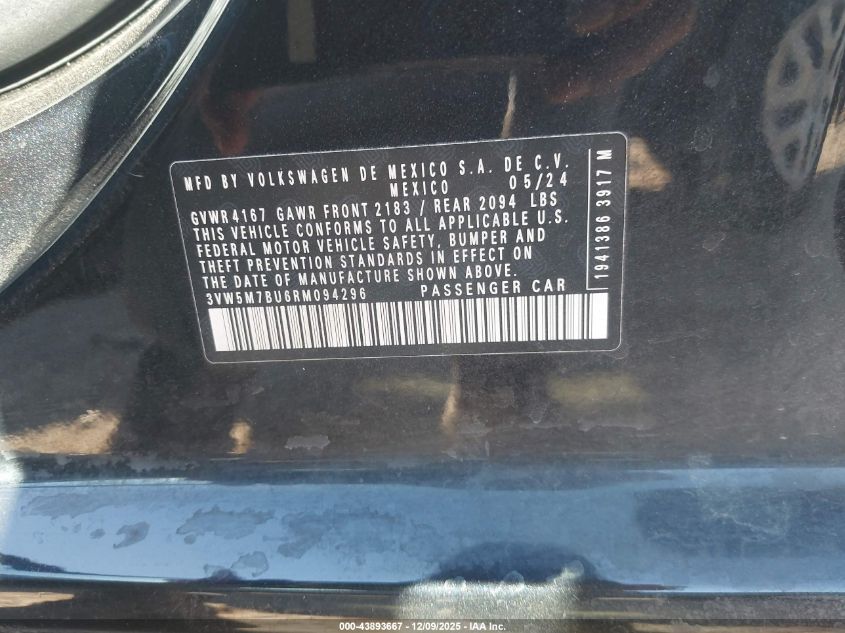 MFD BY VOLKSWAGEN DE MEXICO S.A. DE C.V.
MEXICO 05/24
GVWR 4167 GAWR FRONT 2183 / REAR 2094 LBS
THIS VEHICLE CONFORMS TO ALL APPLICABLE U.S.
FEDERAL MOTOR VEHICLE SAFETY, BUMPER AND
THEFT PREVENTION STANDARDS IN EFFECT ON
THE DATE OF MANUFACTURE SHOWN ABOVE.
3VW5M7BU6RM094296 PASSENGER CAR
1941386 3917 M
000-43893667 - 12/09/2025 - IAA Inc.